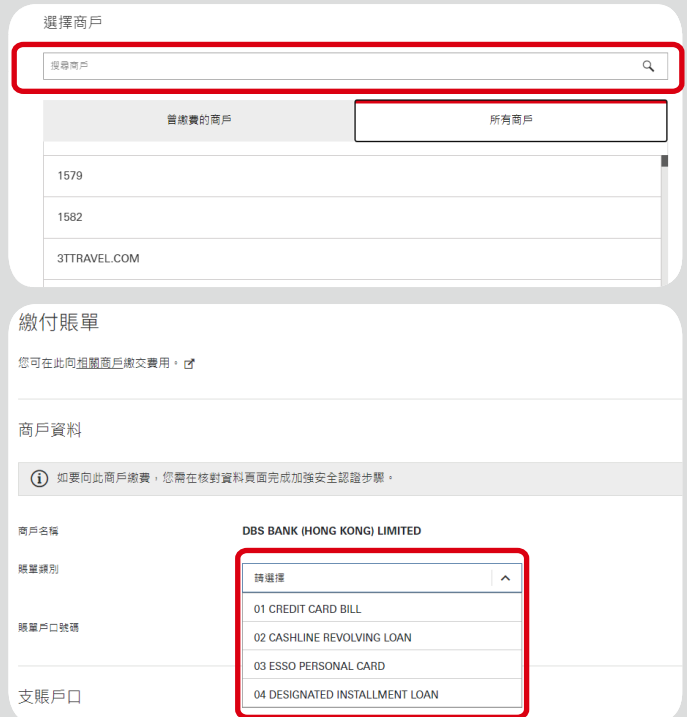 選擇商戶
搜尋商戶
曾繳費的商戶
所有商戶
1579
1582
3TTRAVEL.COM
繳付賬單
您可在此向相關商戶繳交費用。
商戶資料
如要向此商戶繳費，您需在核對資料頁面完成加強安全認證步驟。
商戶名稱
DBS BANK (HONG KONG) LIMITED
賬單類別
請選擇
01 CREDIT CARD BILL
02 CASHLINE REVOLVING LOAN
賬單戶口號碼
03 ESSO PERSONAL CARD
04 DESIGNATED INSTALLMENT LOAN
支賬戶口